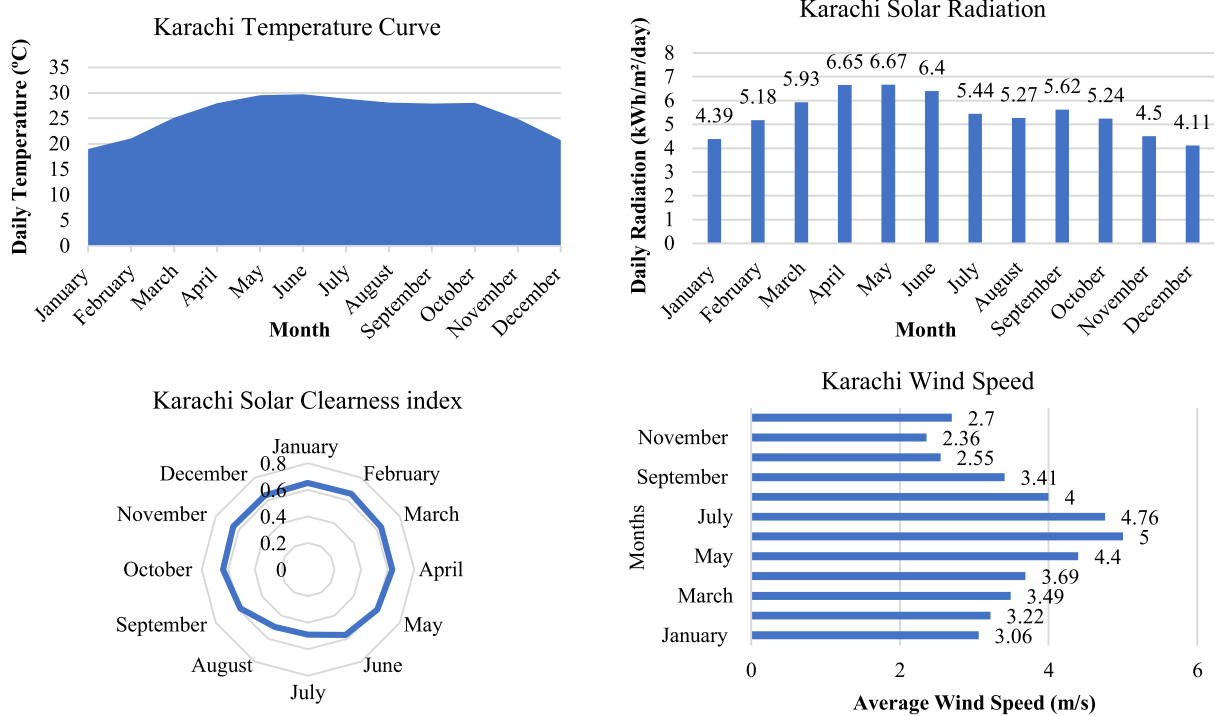 Karachi Temperature Curve
Daily Temperature (ºC)
35
30
25
20
15
10
5
0
January
February
March
April
May
June
July
August
September
October
November
December
Month
Karachi Solar Radiation
Daily Radiation (kWh/m²/day)
8
7
6
5
4
3
2
1
0
4.39
5.18
5.93
6.65
6.67
6.4
5.44
5.27
5.62
5.24
4.5
4.11
January
February
March
April
May
June
July
August
September
October
November
December
Month
Karachi Solar Clearness index
January
February
March
April
May
June
July
August
September
October
November
December
0.8
0.6
0.4
0.2
0
Karachi Wind Speed
Months
2.7
November 2.36
2.55
September 3.41
4
July 4.76
5
May 4.4
3.69
March 3.49
3.22
January 3.06
0 2 4 6
Average Wind Speed (m/s)